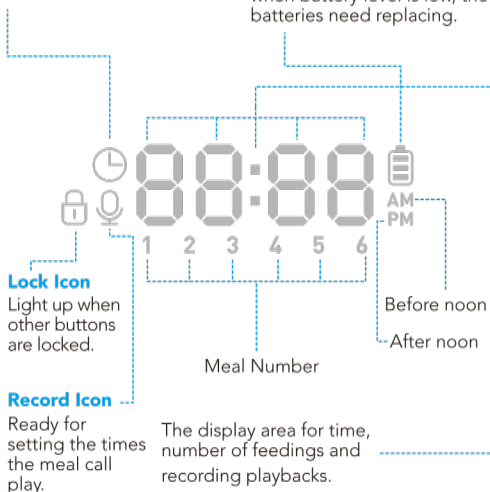 batteries need replacing.
88:88
AM
PM
1 2 3 4 5 6
Lock Icon
Light up when
other buttons
are locked.
Before noon
After noon
Meal Number
Record Icon
Ready for
setting the times
the meal call
play.
The display area for time,
number of feedings and
recording playbacks.